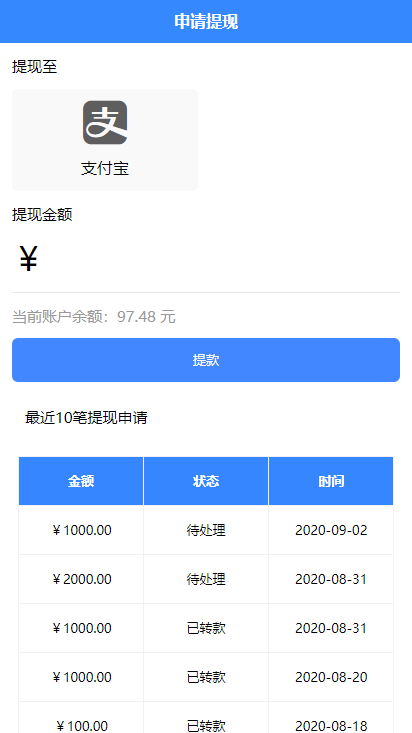 申请提现
提现至
支
支付宝
提现金额
¥
当前账户余额：97.48 元
提款
最近10笔提现申请
金额 状态 时间
￥1000.00 待处理 2020-09-02
￥2000.00 待处理 2020-08-31
￥1000.00 已转款 2020-08-31
￥1000.00 已转款 2020-08-20
￥100.00 已转款 2020-08-18